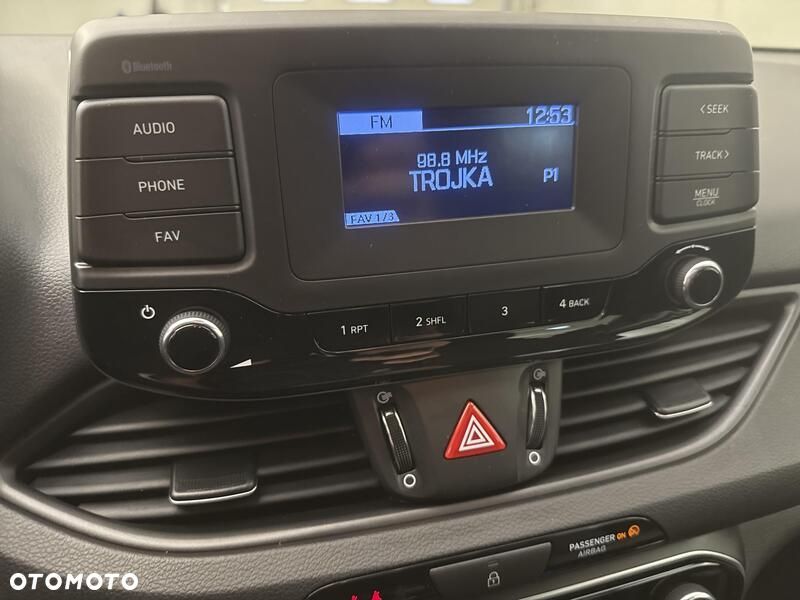 Bluetooth
AUDIO
PHONE
FAV
FM 12:53
98.8 MHz
TROJKA P1
FAV 1/3
< SEEK
TRACK >
MENU
CLOCK
1 RPT 2 SHFL 3 4 BACK
PASSENGER ON
AIRBAG
OTOMOTO